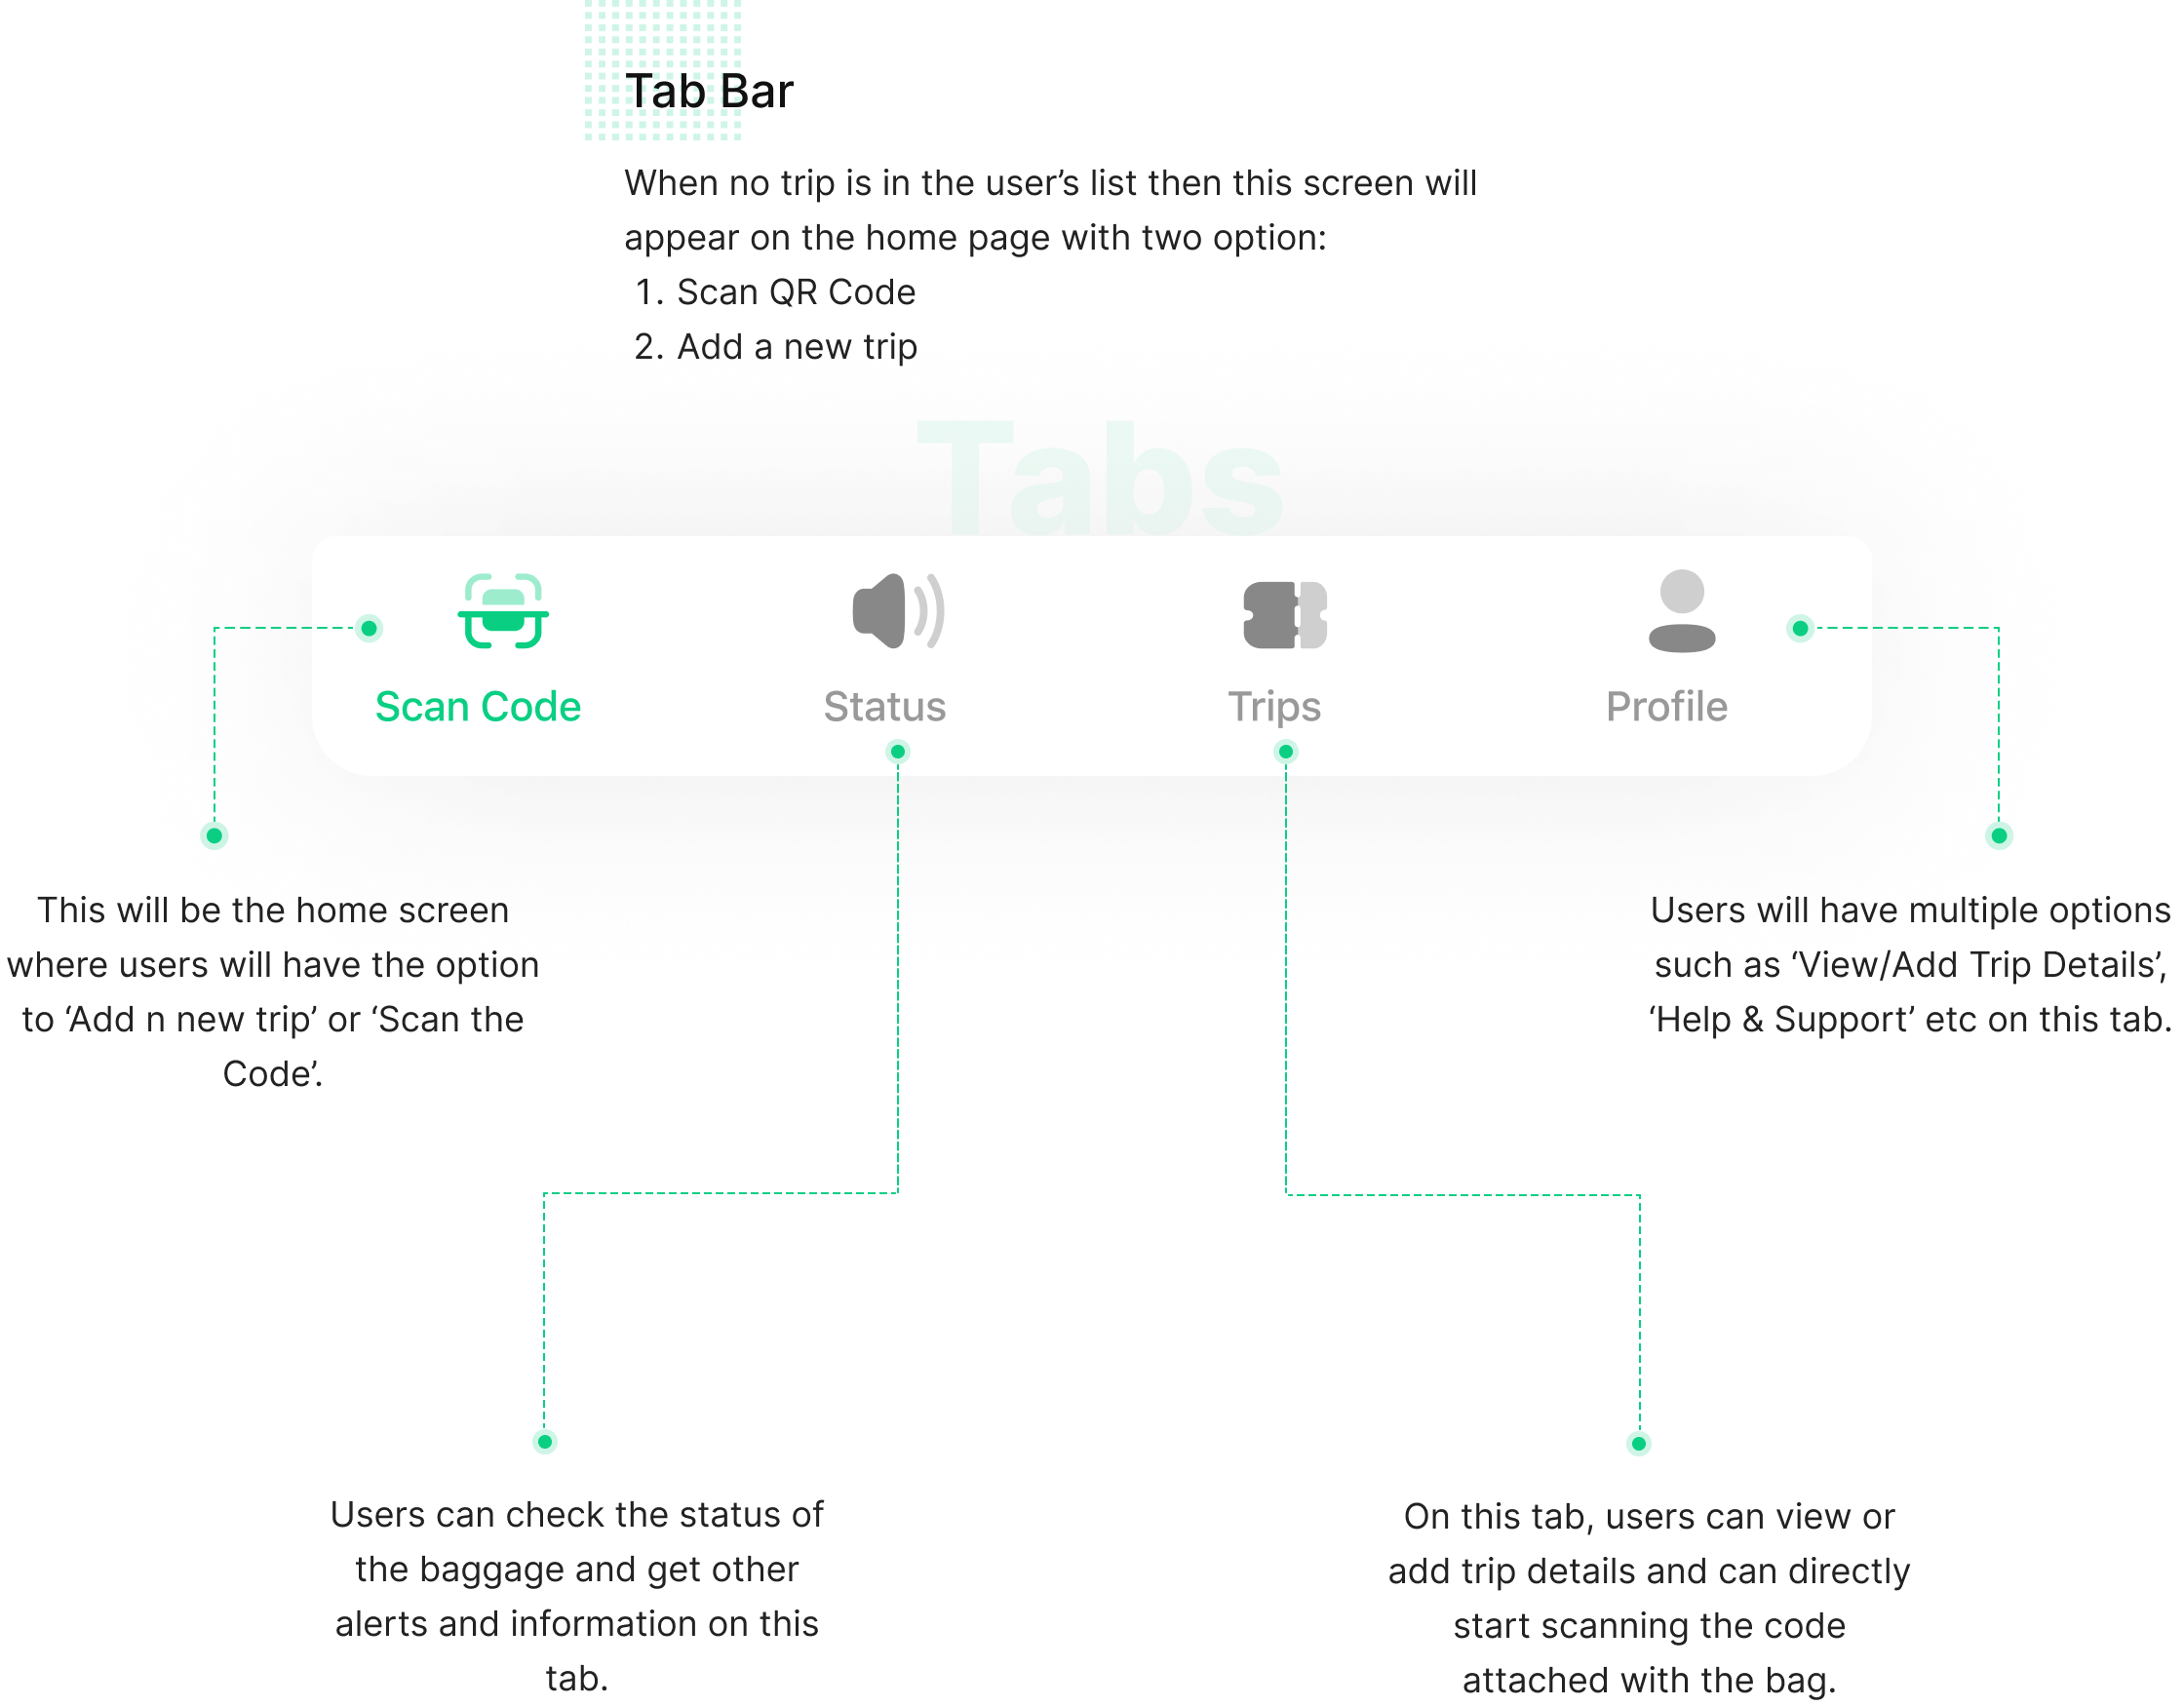 Tab Bar
When no trip is in the user’s list then this screen will
appear on the home page with two option:
1. Scan QR Code
2. Add a new trip
Tabs
Scan Code
Status
Trips
Profile
This will be the home screen
where users will have the option
to ‘Add n new trip’ or ‘Scan the
Code’.
Users will have multiple options
such as ‘View/Add Trip Details’,
‘Help & Support’ etc on this tab.
Users can check the status of
the baggage and get other
alerts and information on this
tab.
On this tab, users can view or
add trip details and can directly
start scanning the code
attached with the bag.